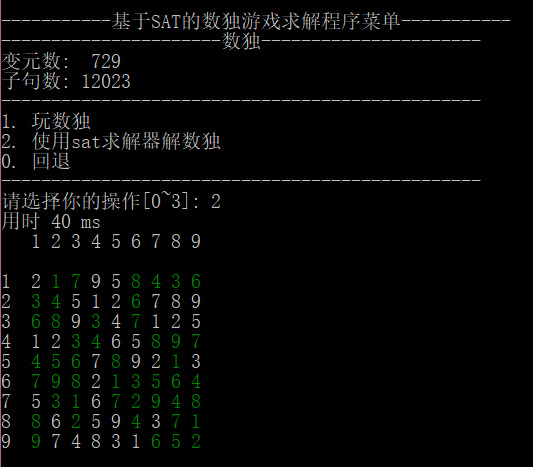 -----------基于SAT的数独游戏求解程序菜单-----------
----------------------数独----------------------
变元数:  729
子句数: 12023
------------------------------------------------
1. 玩数独
2. 使用sat求解器解数独
0. 回退
------------------------------------------------
请选择你的操作[0~3]: 2
用时 40 ms
1 2 3 4 5 6 7 8 9
1 2 1 7 9 5 8 4 3 6
2 3 4 5 1 2 6 7 8 9
3 6 8 9 3 4 7 1 2 5
4 1 2 3 4 6 5 8 9 7
5 4 5 6 7 8 9 2 1 3
6 7 9 8 2 1 3 5 6 4
7 5 3 1 6 7 2 9 4 8
8 8 6 2 5 9 4 3 7 1
9 9 7 4 8 3 1 6 5 2